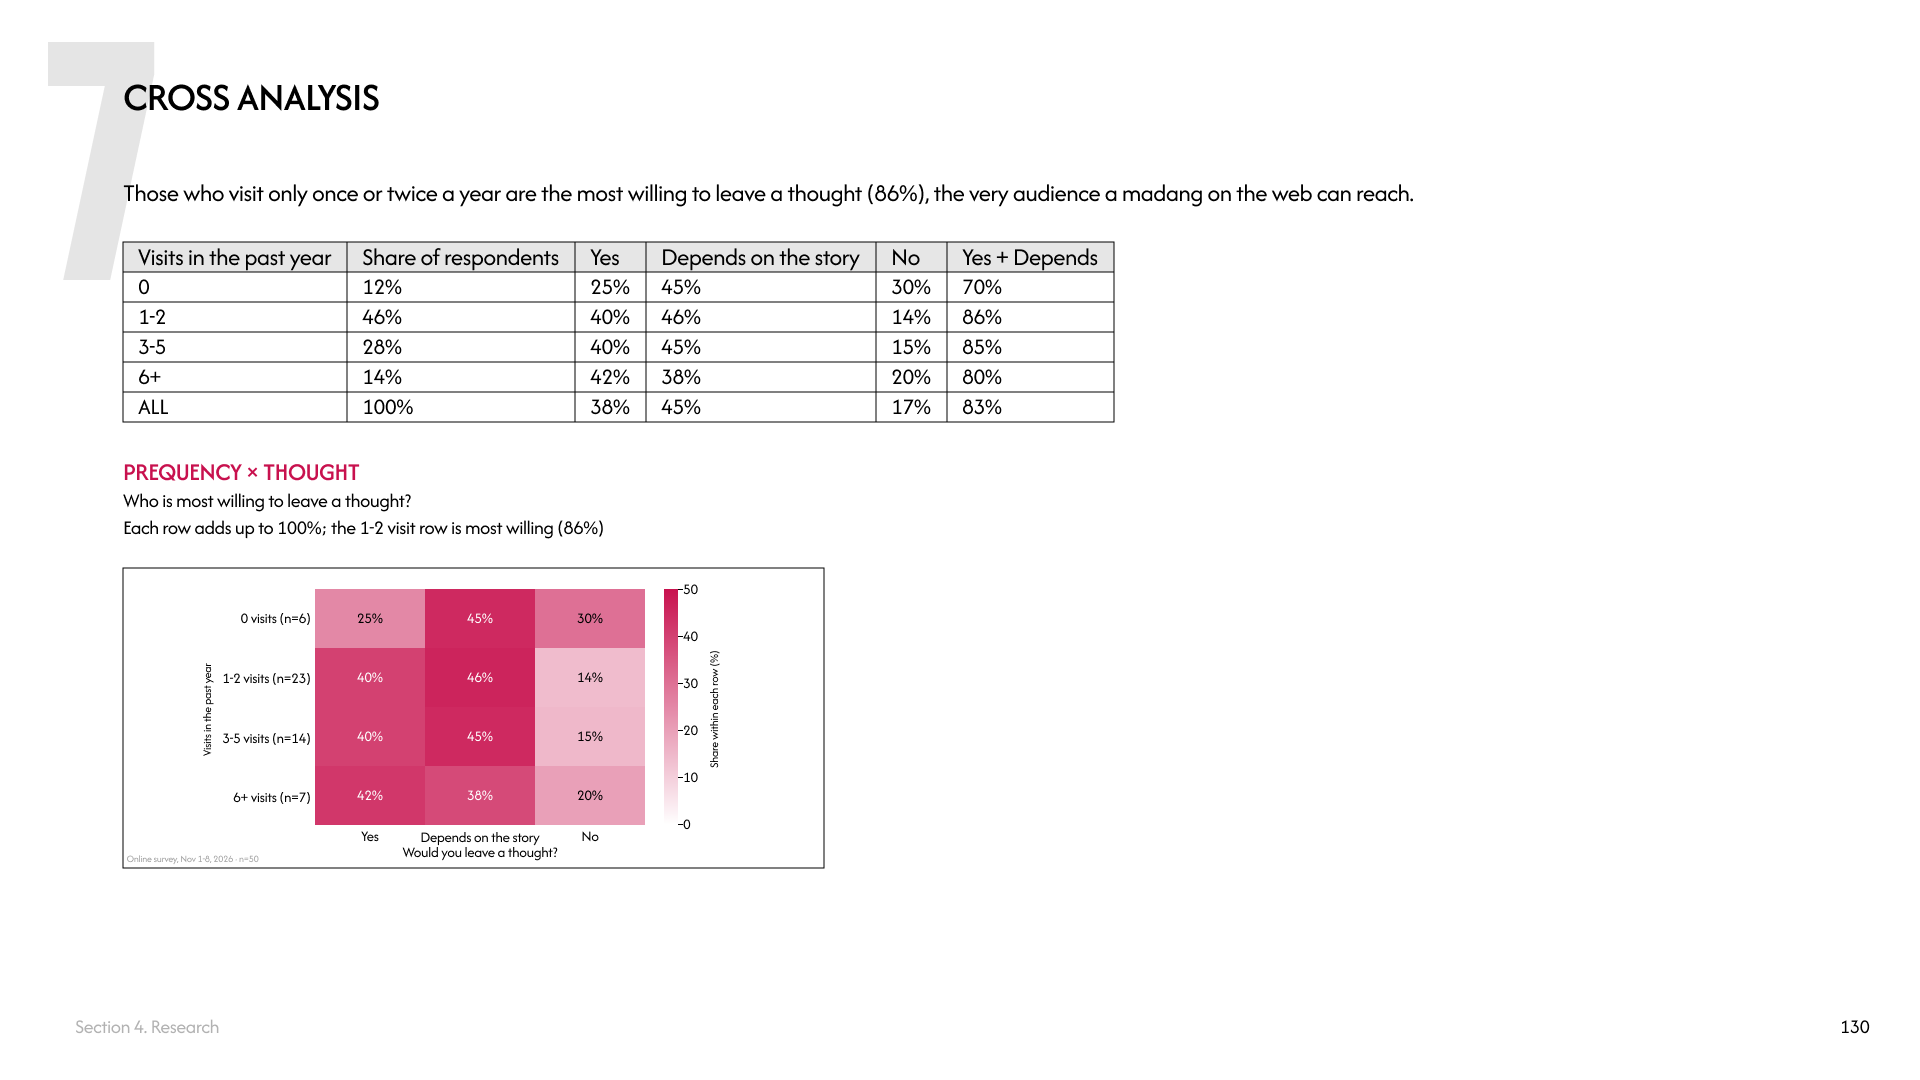 7
CROSS ANALYSIS
Those who visit only once or twice a year are the most willing to leave a thought (86%), the very audience a madang on the web can reach.
Visits in the past year Share of respondents Yes Depends on the story No Yes + Depends
0 12% 25% 45% 30% 70%
1-2 46% 40% 46% 14% 86%
3-5 28% 40% 45% 15% 85%
6+ 14% 42% 38% 20% 80%
ALL 100% 38% 45% 17% 83%
PREQUENCY × THOUGHT
Who is most willing to leave a thought?
Each row adds up to 100%; the 1-2 visit row is most willing (86%)
Visits in the past year
0 visits (n=6) 25% 45% 30%
1-2 visits (n=23) 40% 46% 14%
3-5 visits (n=14) 40% 45% 15%
6+ visits (n=7) 42% 38% 20%
Yes Depends on the story No
Would you leave a thought?
50
40
30
20
10
0
Share within each row (%)
Online survey, Nov 1-8, 2026 · n=50
Section 4. Research
130